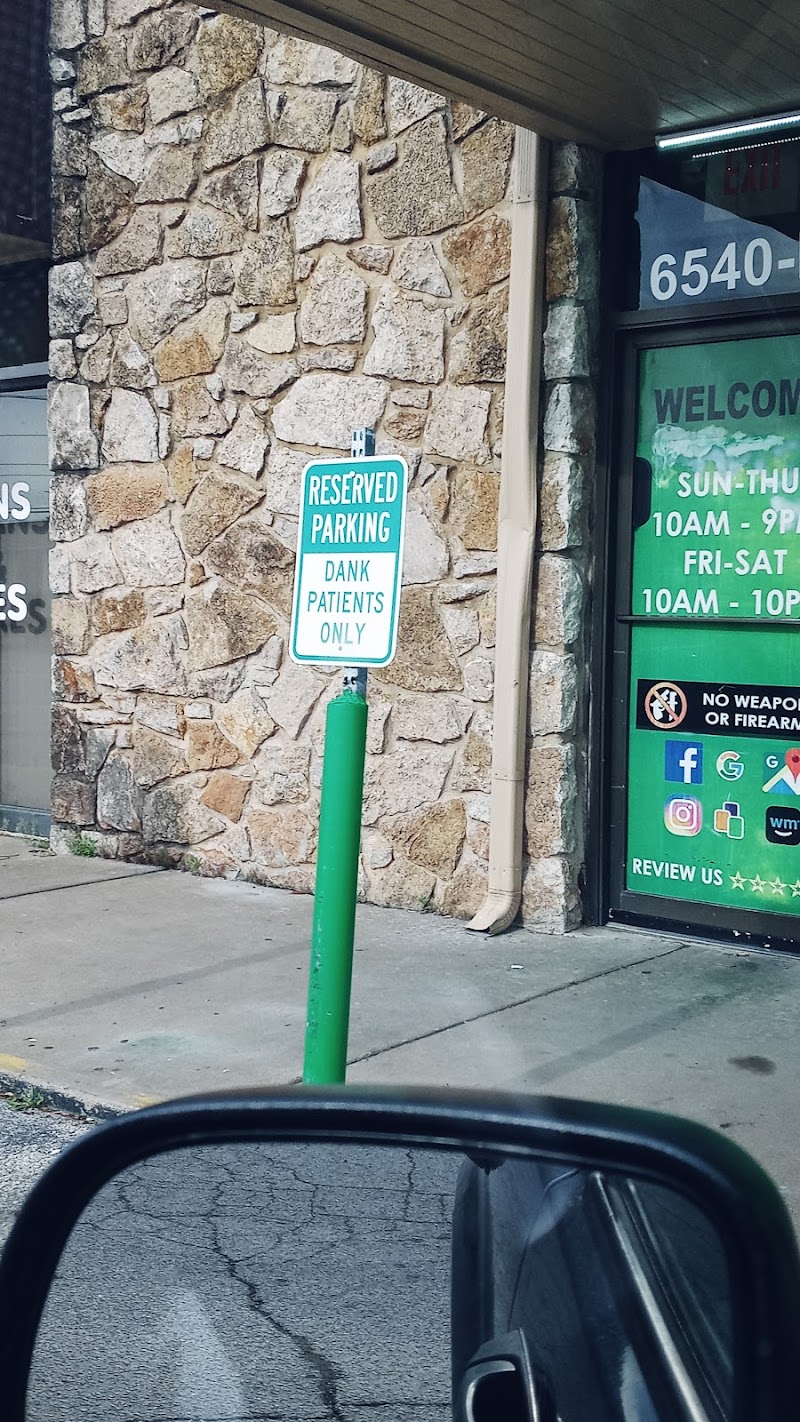 EXIT
6540-
WELCOM
SUN-THU
10AM - 9P
FRI-SAT
10AM - 10P
NO WEAPO
OR FIREARM
f
G
G
wm
REVIEW US
RESERVED
PARKING
DANK
PATIENTS
ONLY
NS
&
ES